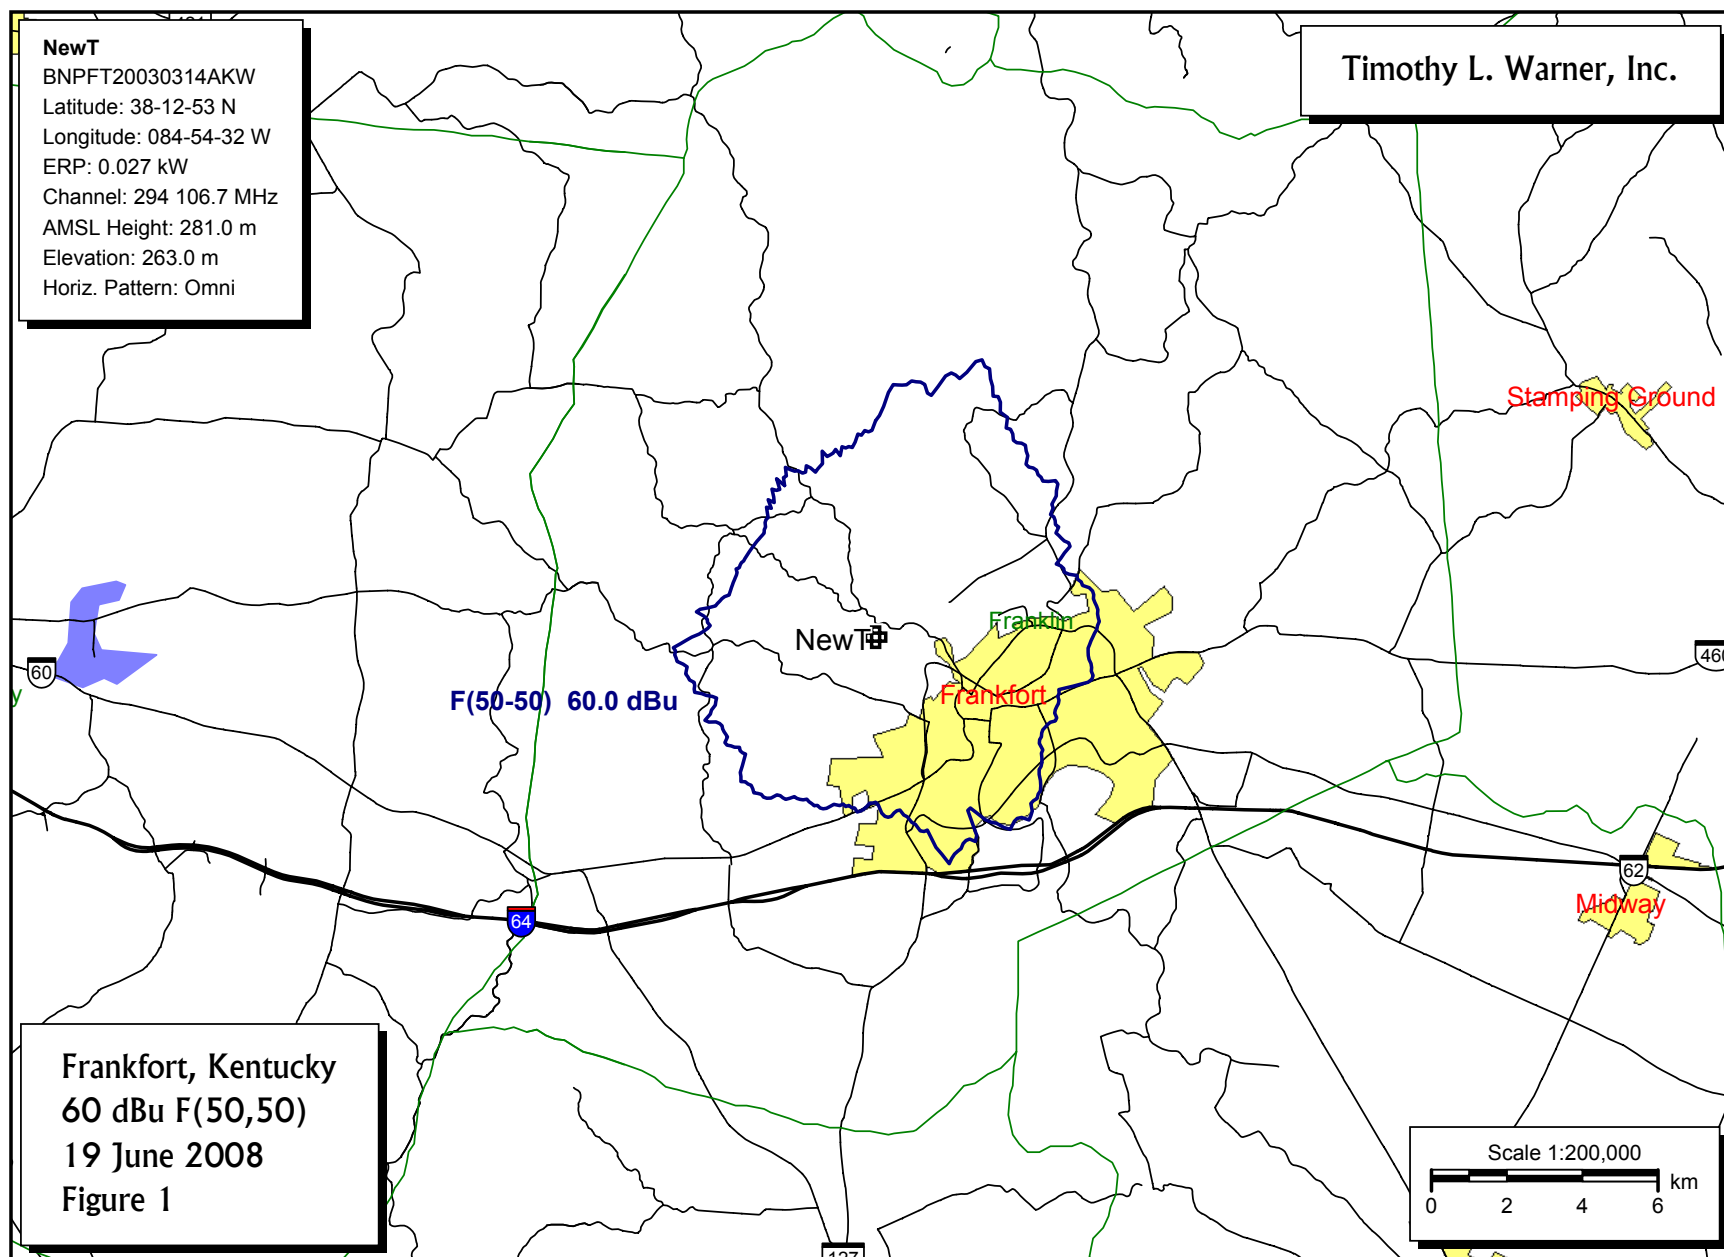 NewT
BNPFT20030314AKW
Latitude: 38-12-53 N
Longitude: 084-54-32 W
ERP: 0.027 kW
Channel: 294 106.7 MHz
AMSL Height: 281.0 m
Elevation: 263.0 m
Horiz. Pattern: Omni
Timothy L. Warner, Inc.
Stamping Ground
Franklin
NewT
460
60
y
Frankfort
F(50-50) 60.0 dBu
62
Midway
64
Frankfort, Kentucky
60 dBu F(50,50)
19 June 2008
Figure 1
Scale 1:200,000
km
0 2 4 6
127